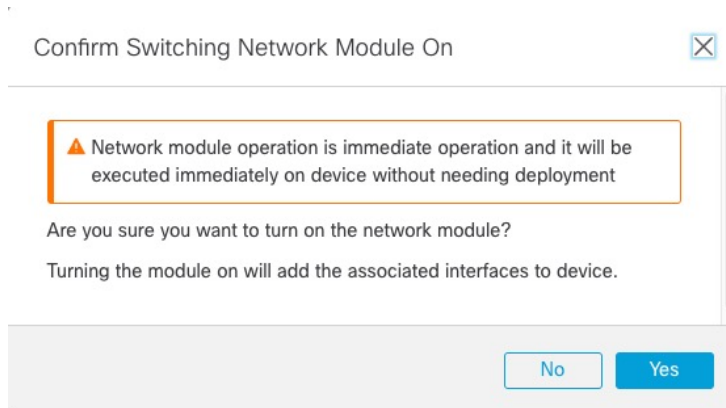 Confirm Switching Network Module On
Network module operation is immediate operation and it will be
executed immediately on device without needing deployment
Are you sure you want to turn on the network module?
Turning the module on will add the associated interfaces to device.
No
Yes